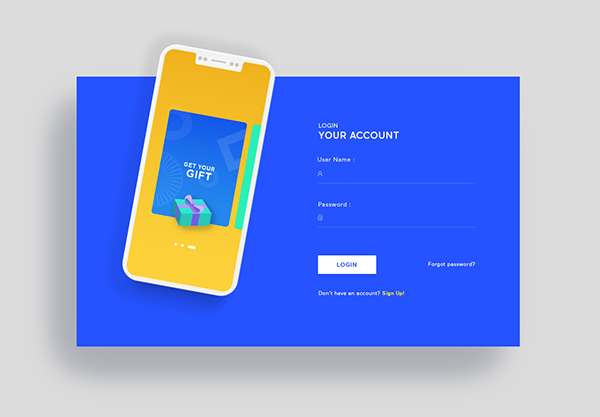 GET YOUR
GIFT
LOGIN
YOUR ACCOUNT
User Name :
Password :
LOGIN
Forgot password?
Don't have an account? Sign Up!